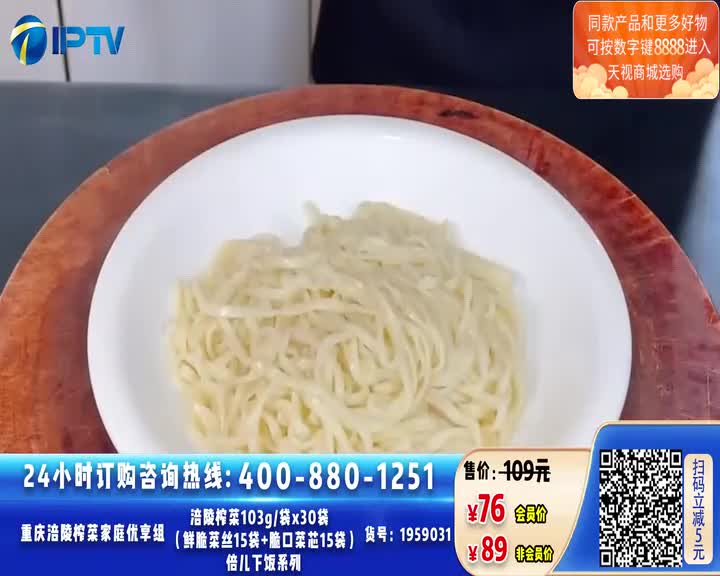 IPTV
同款产品和更多好物
可按数字键8888进入
天视商城选购
24小时订购咨询热线：400-880-1251
重庆涪陵榨菜家庭优享组
涪陵榨菜103g/袋x30袋
（鲜脆菜丝15袋+脆口菜芯15袋）
倍儿下饭系列
货号：1959031
售价：109元
¥76 会员价
¥89 非会员价
扫码立减5元